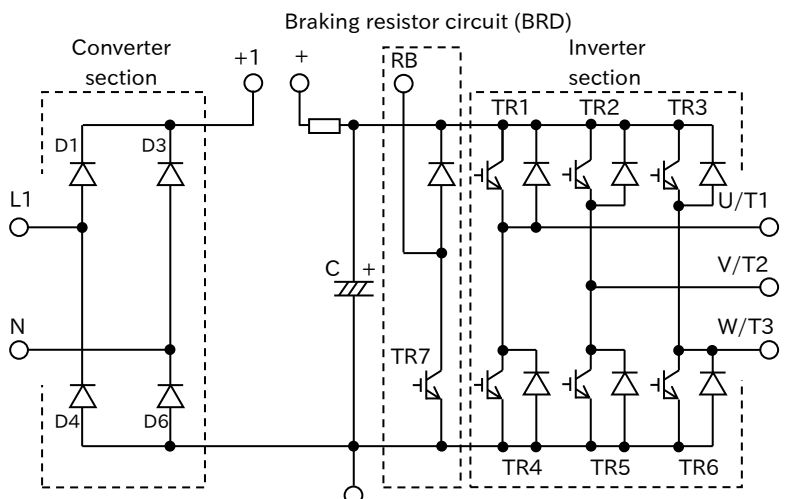 Braking resistor circuit (BRD)
Converter
section
+1
+
RB
Inverter
section
TR1
TR2
TR3
D1
D3
L1
U/T1
V/T2
C
+
N
W/T3
TR7
D4
D6
TR4
TR5
TR6